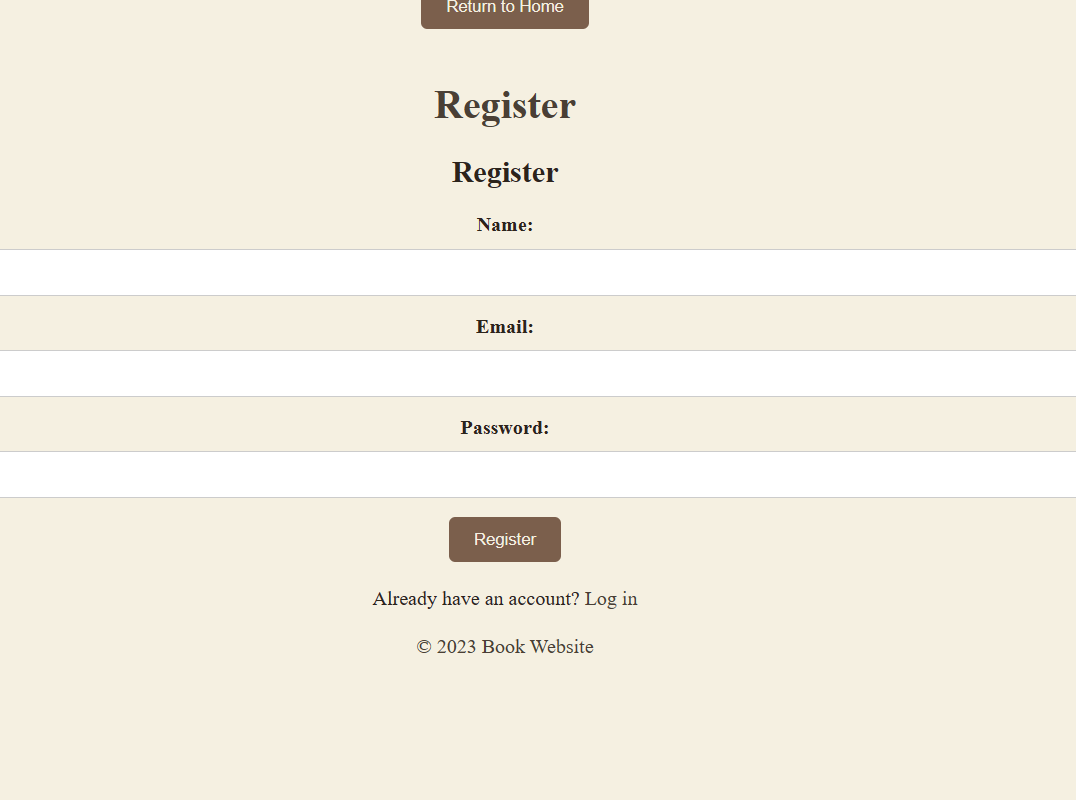 Return to Home
Register
Register
Name:
Email:
Password:
Register
Already have an account? Log in
© 2023 Book Website